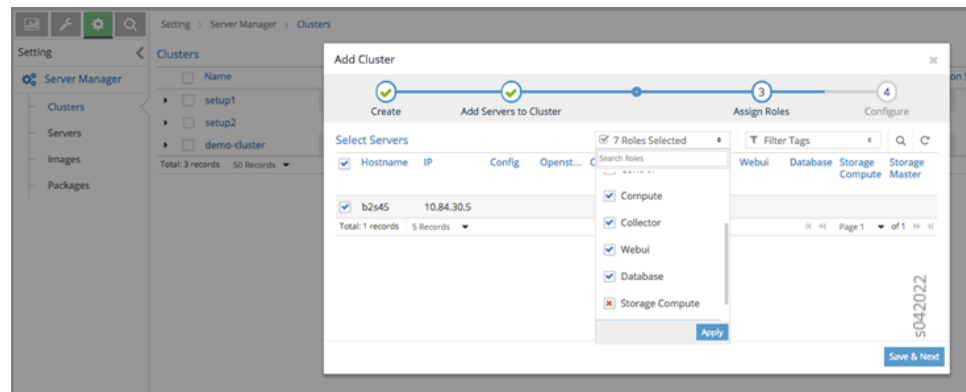 Setting > Server Manager > Clusters
Setting
Server Manager
Clusters
Servers
Images
Packages
Clusters
Name
setup1
setup2
demo-cluster
Total: 3 records 50 Records
Add Cluster
Create
Add Servers to Cluster
3
Assign Roles
4
Configure
Select Servers
7 Roles Selected
Filter Tags
Hostname IP Config Openst... Webui Database Storage Compute Storage Master
Search Roles
Compute
Collector
Webui
Database
Storage Compute
Apply
b2s45 10.84.30.5
Total: 1 records 5 Records
Page 1 of 1
s042022
Save & Next